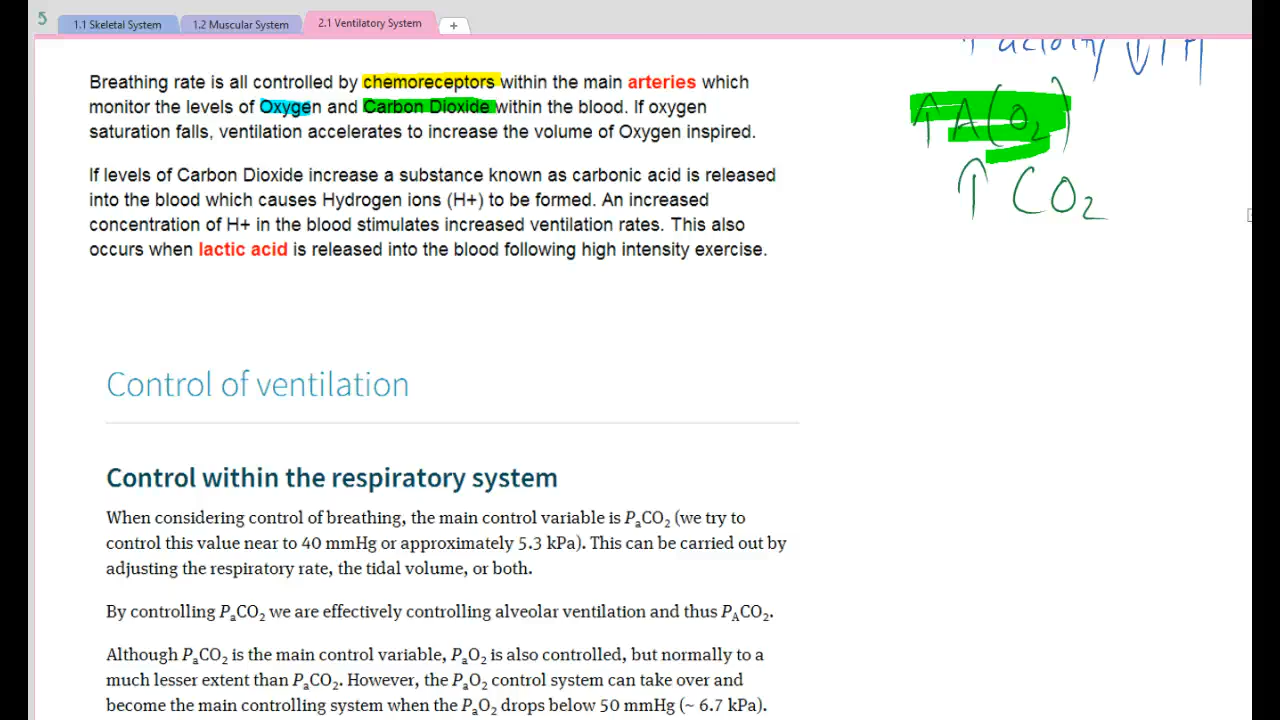 1.1 Skeletal System
1.2 Muscular System
2.1 Ventilatory System
+
↑ acidity ↓PH
Breathing rate is all controlled by chemoreceptors within the main arteries which
monitor the levels of Oxygen and Carbon Dioxide within the blood. If oxygen
saturation falls, ventilation accelerates to increase the volume of Oxygen inspired.
↑A(O₂)
If levels of Carbon Dioxide increase a substance known as carbonic acid is released
into the blood which causes Hydrogen ions (H+) to be formed. An increased
concentration of H+ in the blood stimulates increased ventilation rates. This also
occurs when lactic acid is released into the blood following high intensity exercise.
↑ CO₂
Control of ventilation
Control within the respiratory system
When considering control of breathing, the main control variable is PₐCO₂ (we try to
control this value near to 40 mmHg or approximately 5.3 kPa). This can be carried out by
adjusting the respiratory rate, the tidal volume, or both.
By controlling PₐCO₂ we are effectively controlling alveolar ventilation and thus PACO₂.
Although PₐCO₂ is the main control variable, PₐO₂ is also controlled, but normally to a
much lesser extent than PₐCO₂. However, the PₐO₂ control system can take over and
become the main controlling system when the PₐO₂ drops below 50 mmHg (~ 6.7 kPa).